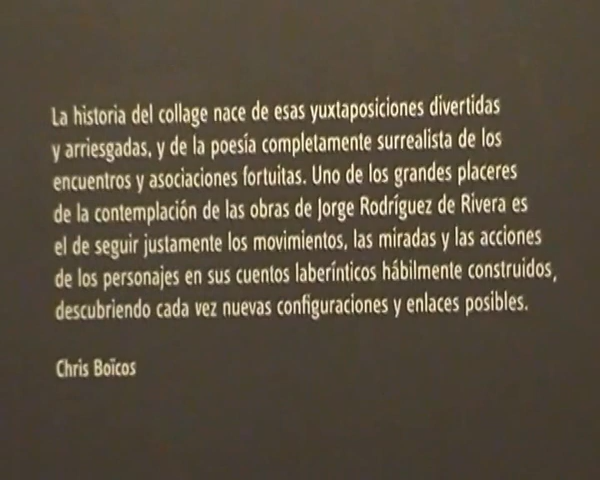 La historia del collage nace de esas yuxtaposiciones divertidas
y arriesgadas, y de la poesía completamente surrealista de los
encuentros y asociaciones fortuitas. Uno de los grandes placeres
de la contemplación de las obras de Jorge Rodríguez de Rivera es
el de seguir justamente los movimientos, las miradas y las acciones
de los personajes en sus cuentos laberínticos hábilmente construidos,
descubriendo cada vez nuevas configuraciones y enlaces posibles.
Chris Boïcos